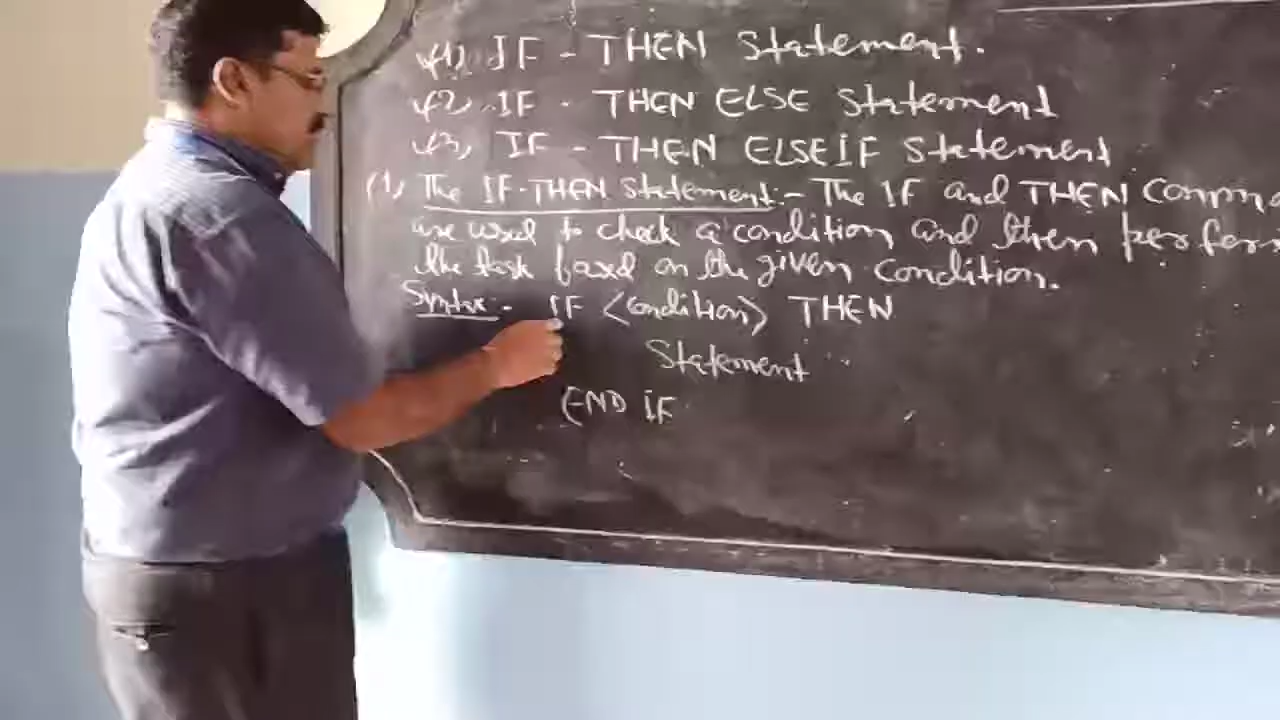 (1) IF - THEN Statement.
(2) IF - THEN ELSE Statement
(3) IF - THEN ELSEIF Statement
(1) The IF-THEN Statement:- The IF and THEN Comma
are used to check a condition and then perform
the task based on the given condition.
Syntax:- IF <condition> THEN
Statement
END IF